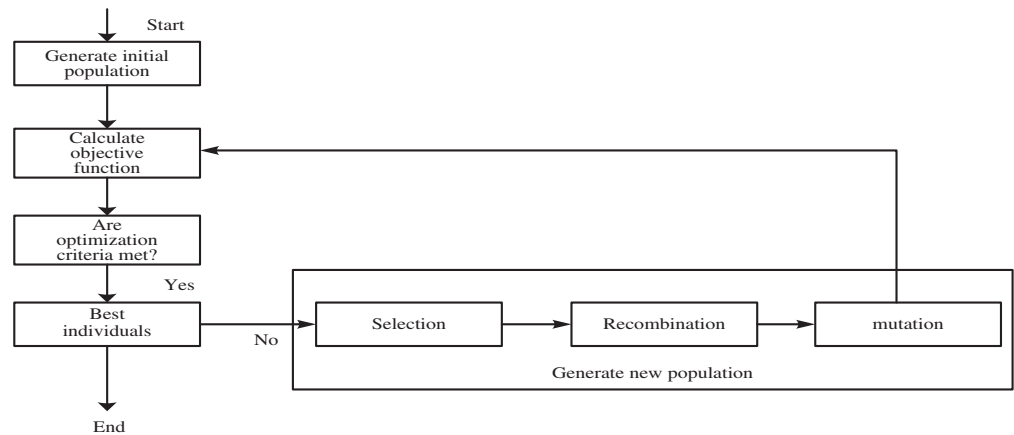 Start
Generate initial
population
Calculate
objective
function
Are
optimization
criteria met?
Yes
Best
individuals
No
Selection
Recombination
mutation
Generate new population
End